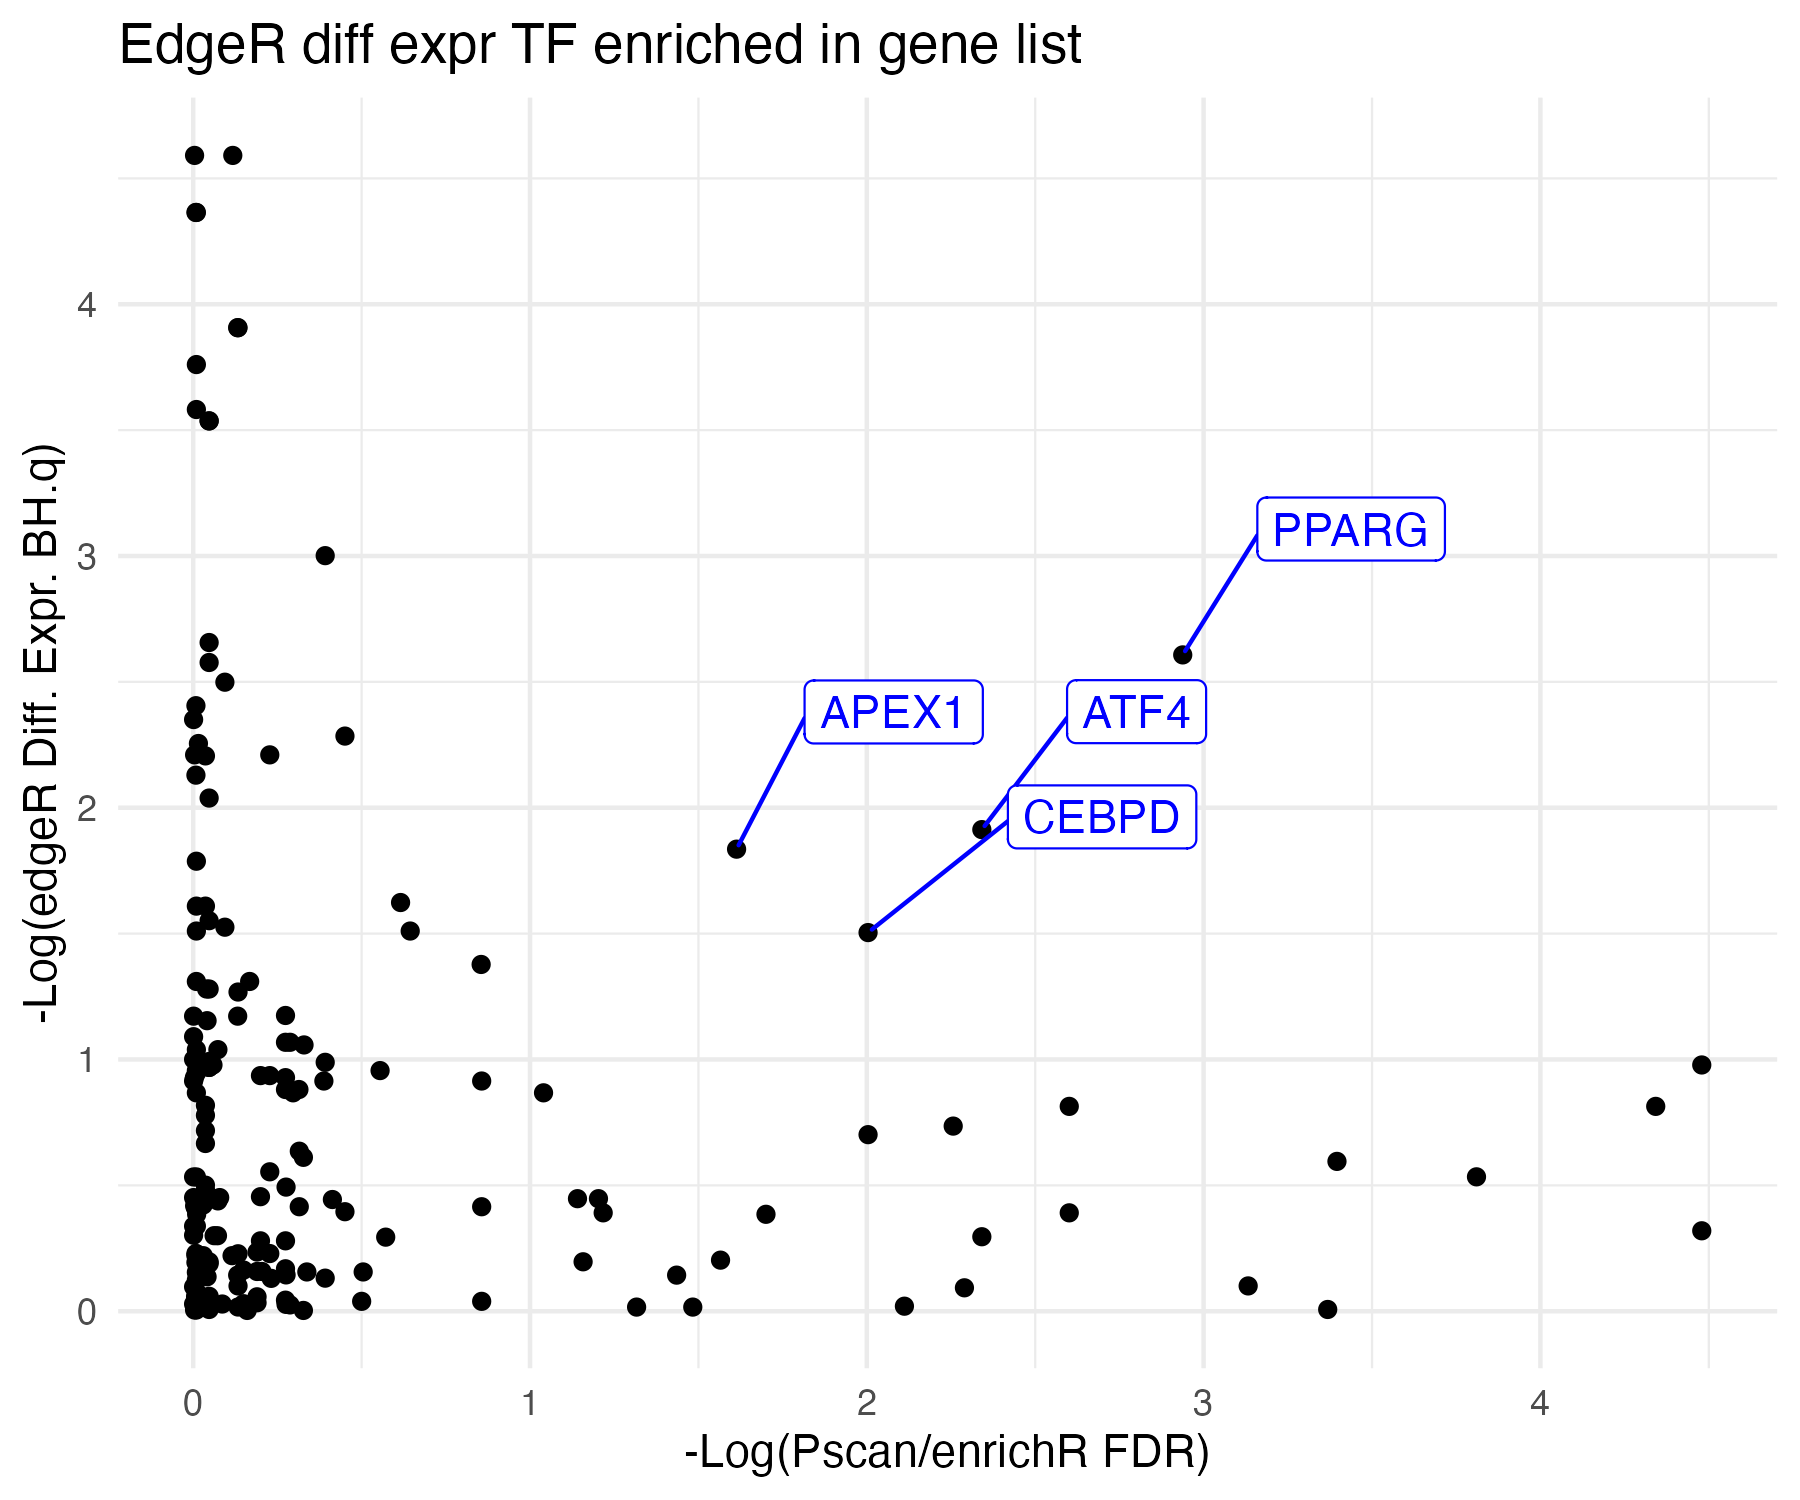 EdgeR diff expr TF enriched in gene list
-Log(edgeR Diff. Expr. BH.q)
4
3
2
1
0
PPARG
APEX1
ATF4
CEBPD
0
1
2
3
4
-Log(Pscan/enrichR FDR)